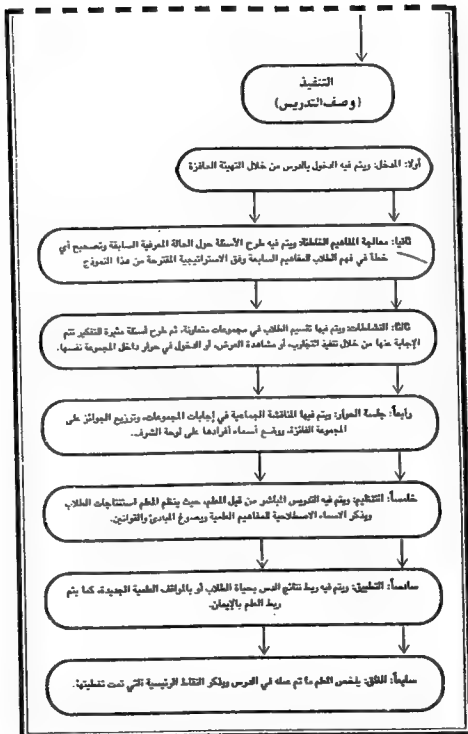 التنفيذ
(وصف التدريس)
أولا: المدخل: ويتم فيه الدخول بالدرس من خلال التهيئة الحافزة
ثانيا: معالجة المفاهيم الخاطئة: ويتم فيه طرح الأسئلة حول الحالة المعرفية السابقة وتصحيح أي
خطأ في فهم الطلاب للمفاهيم السابقة وفق الاستراتيجية المقترحة من هذا النموذج
ثالثا: النشاطات: ويتم فيها تقسيم الطلاب في مجموعات متعاونة، ثم طرح أسئلة مثيرة للتفكير تتم
الإجابة عنها من خلال تنفيذ التجارب، أو مشاهدة العرض، أو الدخول في حوار داخل المجموعة نفسها.
رابعاً: جلسة الحوار: ويتم فيها المناقشة الجماعية في إجابات المجموعات، وتوزيع الجوائز على
المجموعة الفائزة، ووضع أسماء أفرادها على لوحة الشرف.
خامساً: التنظيم: ويتم فيه التدريس المباشر من قبل المعلم، حيث ينظم المعلم استنتاجات الطلاب
ويذكر الاسماء الاصطلاحية للمفاهيم العلمية ويصوغ المبادئ والقوانين.
سادساً: التطبيق: ويتم فيه ربط نتائج الدرس بحياة الطلاب أو بالمواقف العلمية الجديدة، كما يتم
ربط العلم بالإيمان.
سابعاً: الغلق: يلخص المعلم ما تم عمله في الدرس ويذكر النقاط الرئيسية التي تمت تغطيتها.